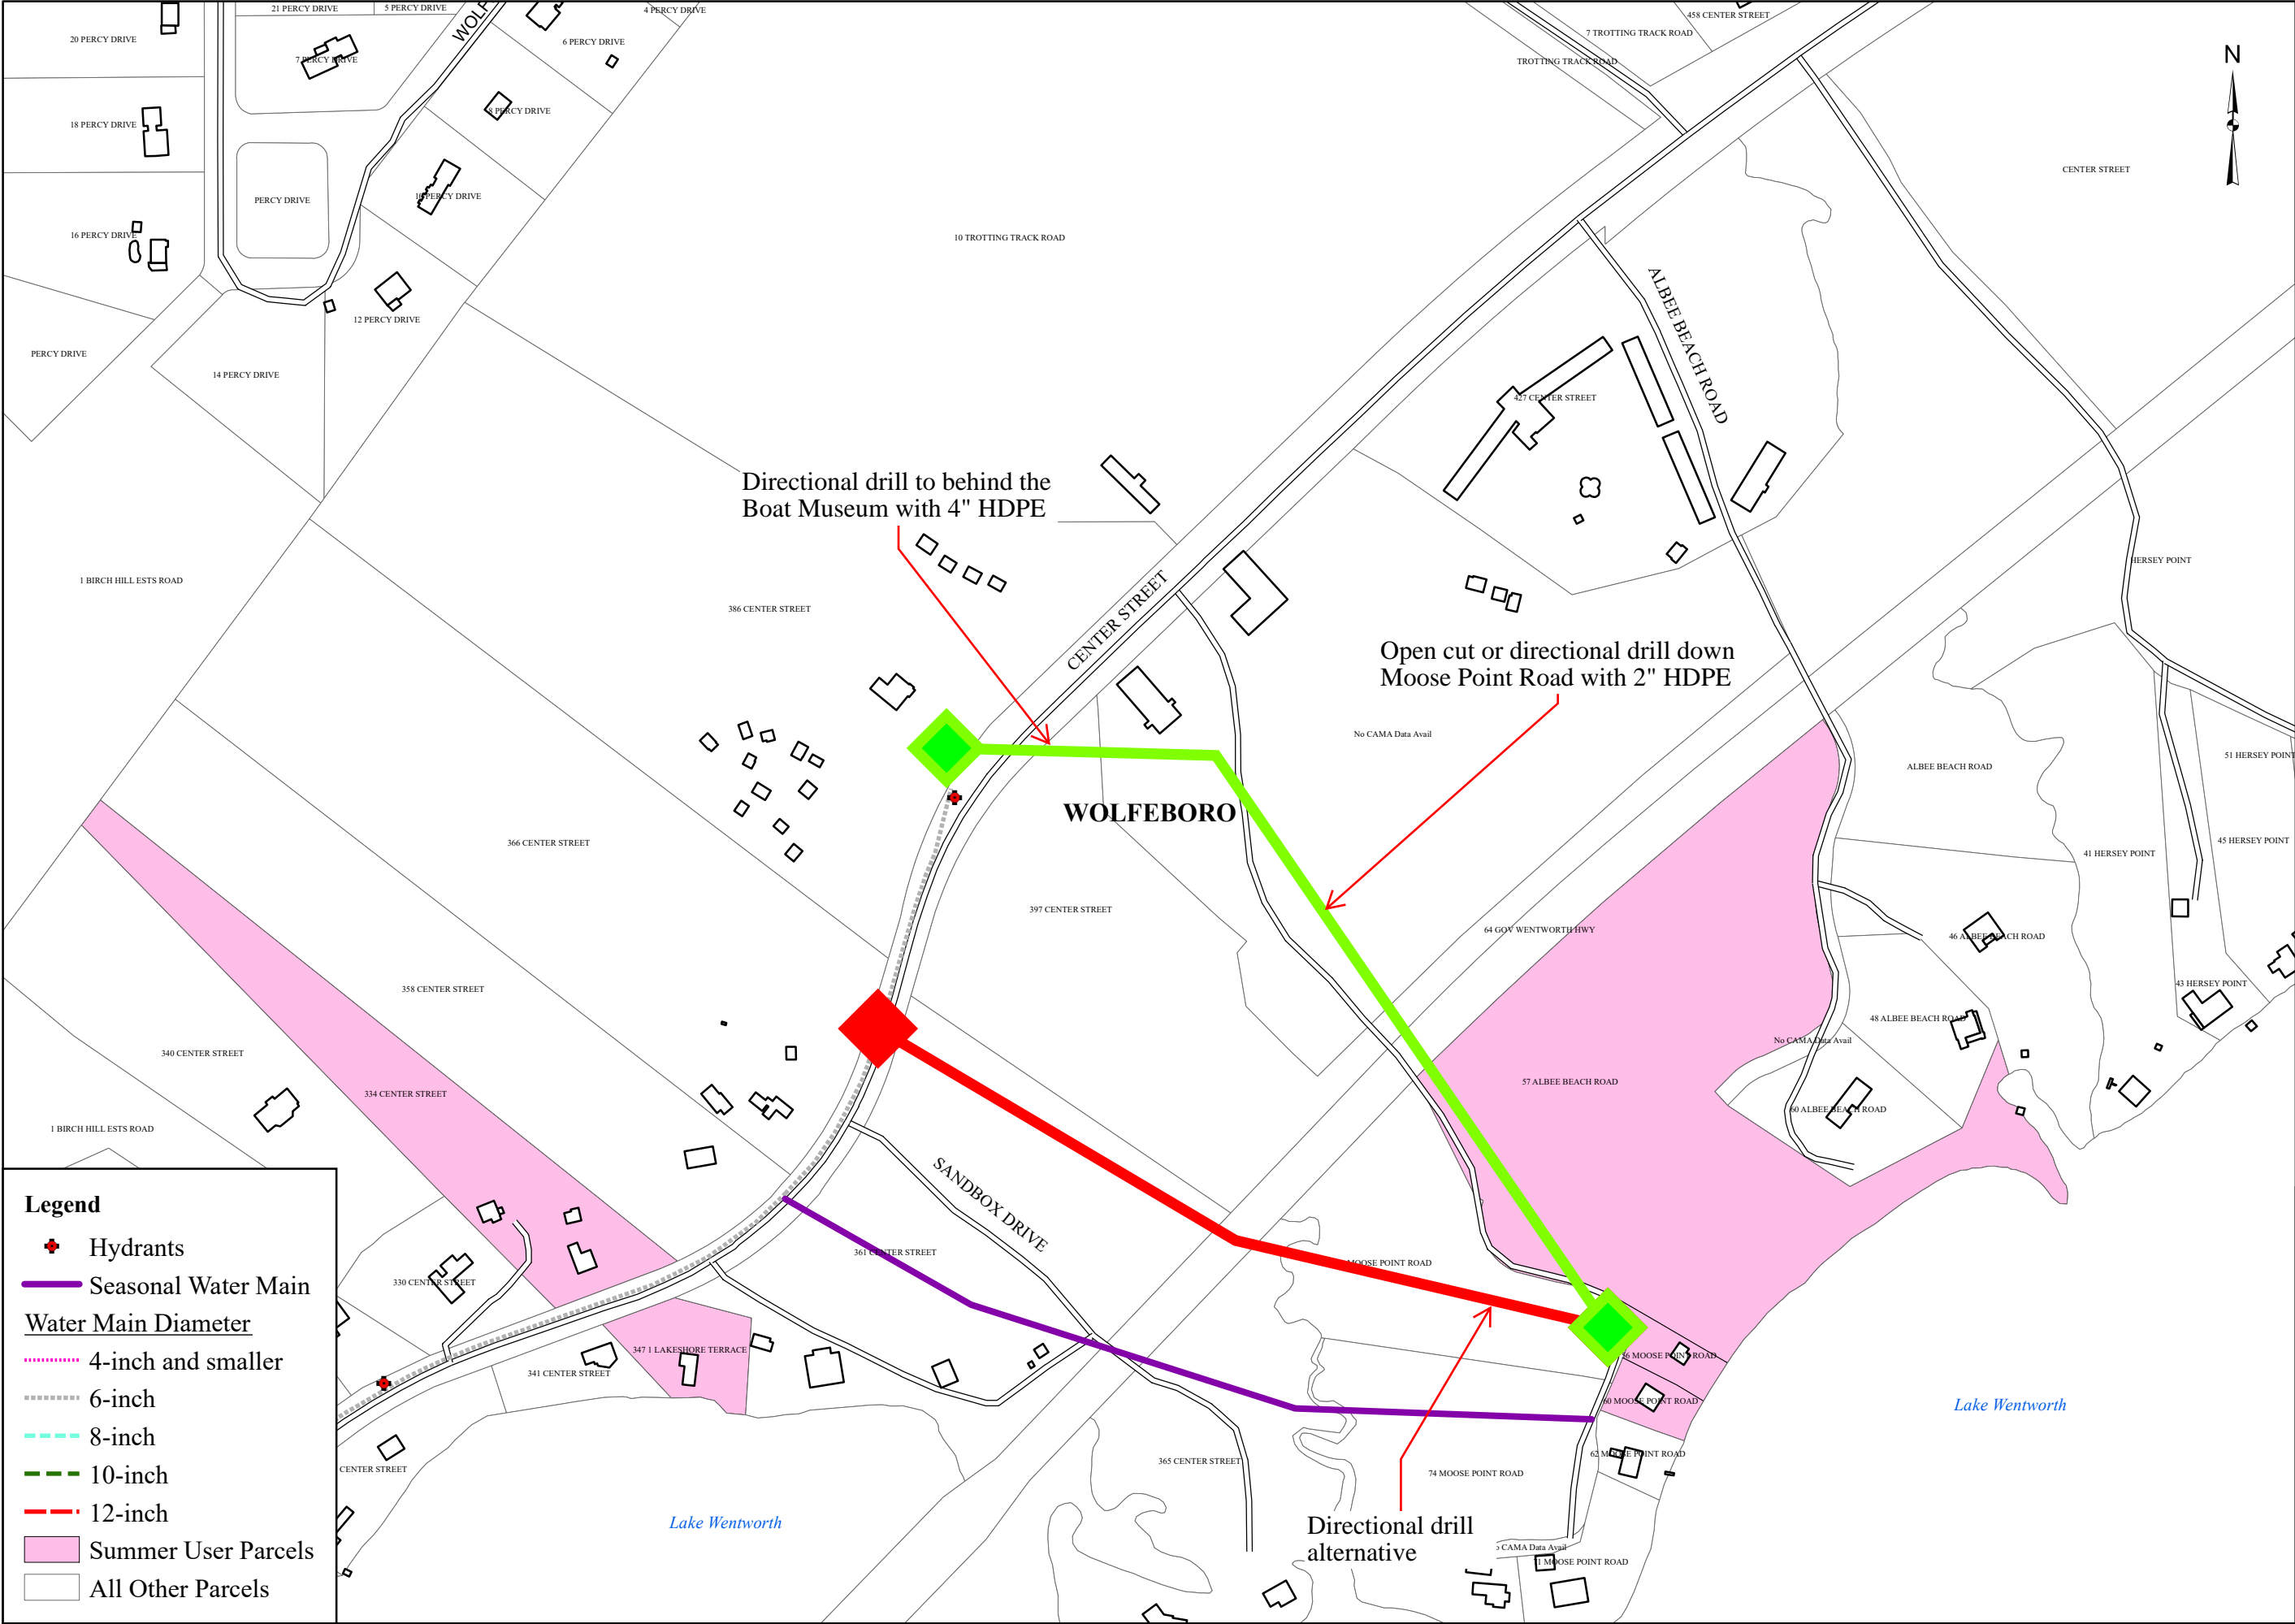 21 PERCY DRIVE
5 PERCY DRIVE
4 PERCY DRIVE
458 CENTER STREET
20 PERCY DRIVE
6 PERCY DRIVE
7 TROTTING TRACK ROAD
7 PERCY DRIVE
TROTTING TRACK ROAD
N
8 PERCY DRIVE
18 PERCY DRIVE
CENTER STREET
PERCY DRIVE
PERCY DRIVE
16 PERCY DRIVE
10 TROTTING TRACK ROAD
12 PERCY DRIVE
ALBEE BEACH ROAD
PERCY DRIVE
14 PERCY DRIVE
427 CENTER STREET
Directional drill to behind the
Boat Museum with 4" HDPE
1 BIRCH HILL ESTS ROAD
HERSEY POINT
386 CENTER STREET
CENTER STREET
Open cut or directional drill down
Moose Point Road with 2" HDPE
No CAMA Data Avail
51 HERSEY POINT
ALBEE BEACH ROAD
WOLFEBORO
366 CENTER STREET
45 HERSEY POINT
41 HERSEY POINT
397 CENTER STREET
64 GOV WENTWORTH HWY
46 ALBEE BEACH ROAD
358 CENTER STREET
43 HERSEY POINT
48 ALBEE BEACH ROAD
No CAMA Data Avail
340 CENTER STREET
57 ALBEE BEACH ROAD
334 CENTER STREET
60 ALBEE BEACH ROAD
1 BIRCH HILL ESTS ROAD
SANDBOX DRIVE
361 CENTER STREET
MOOSE POINT ROAD
330 CENTER STREET
347 1 LAKESHORE TERRACE
56 MOOSE POINT ROAD
341 CENTER STREET
60 MOOSE POINT ROAD
Lake Wentworth
62 MOOSE POINT ROAD
CENTER STREET
365 CENTER STREET
74 MOOSE POINT ROAD
Lake Wentworth
Directional drill
alternative
CAMA Data Avail
71 MOOSE POINT ROAD
Legend
Hydrants
Seasonal Water Main
Water Main Diameter
4-inch and smaller
6-inch
8-inch
10-inch
12-inch
Summer User Parcels
All Other Parcels